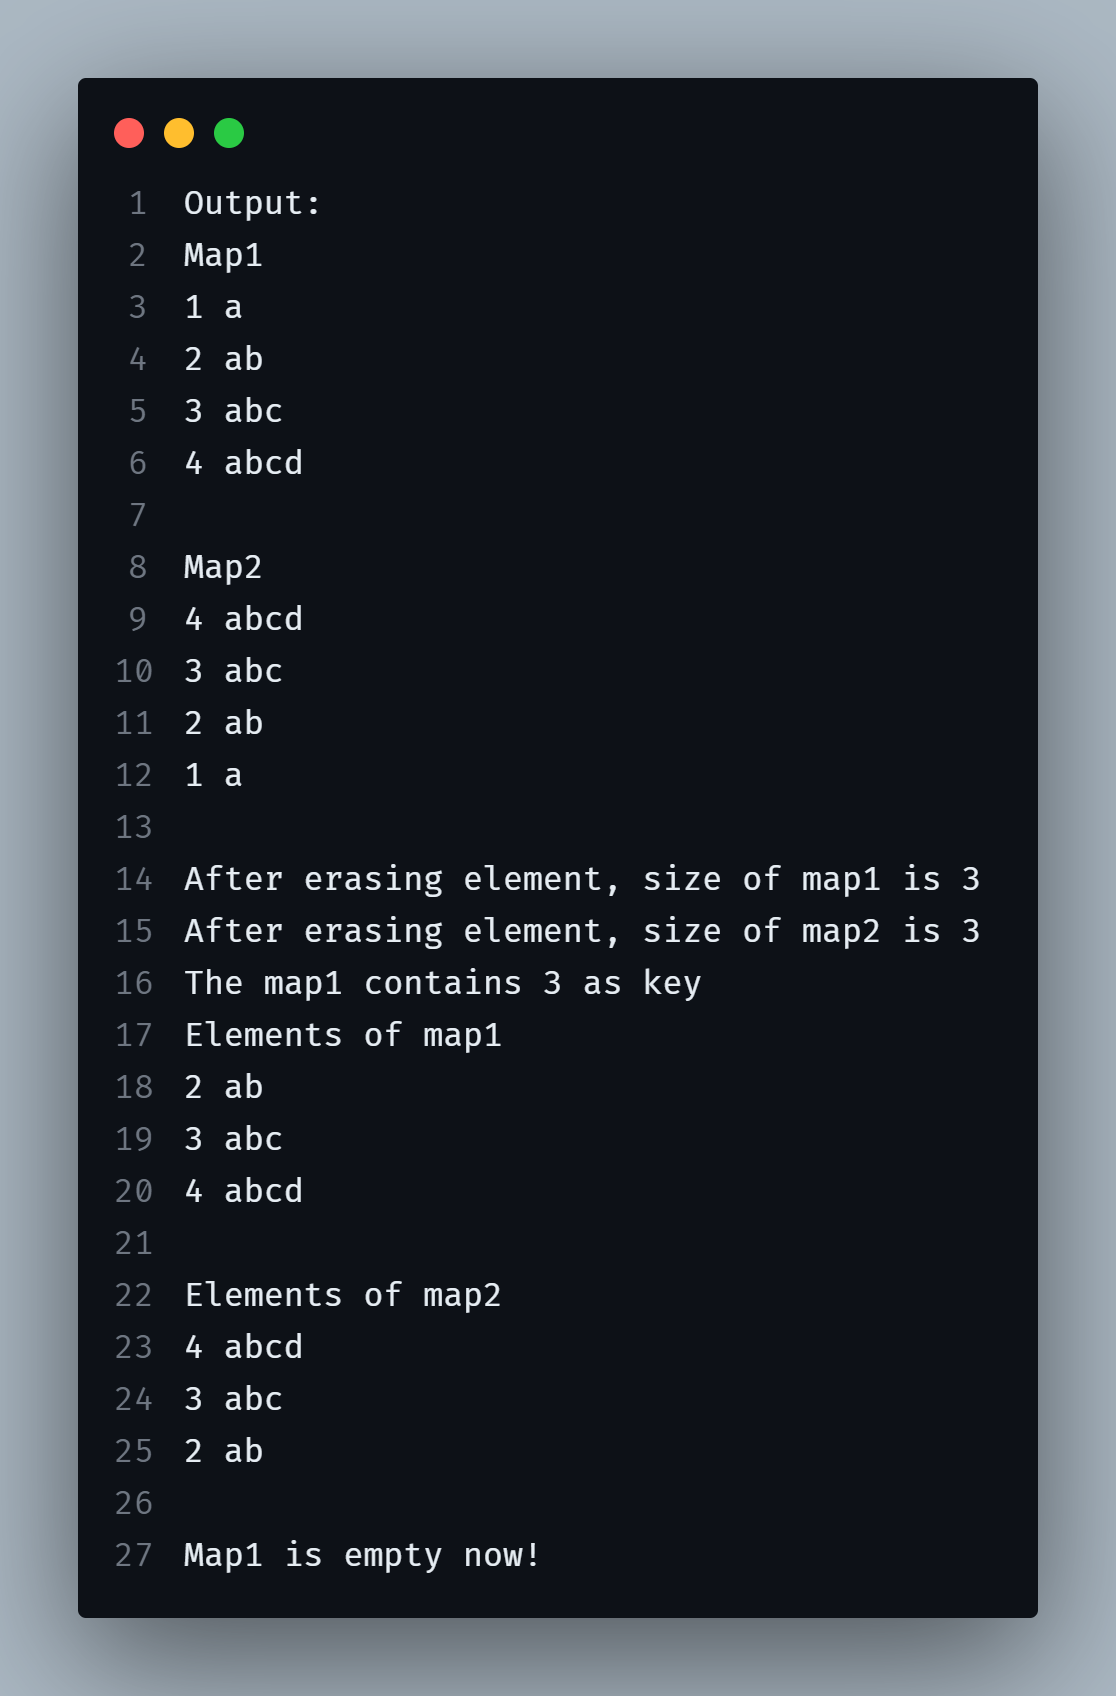 1 Output:
2 Map1
3 1 a
4 2 ab
5 3 abc
6 4 abcd
7
8 Map2
9 4 abcd
10 3 abc
11 2 ab
12 1 a
13
14 After erasing element, size of map1 is 3
15 After erasing element, size of map2 is 3
16 The map1 contains 3 as key
17 Elements of map1
18 2 ab
19 3 abc
20 4 abcd
21
22 Elements of map2
23 4 abcd
24 3 abc
25 2 ab
26
27 Map1 is empty now!